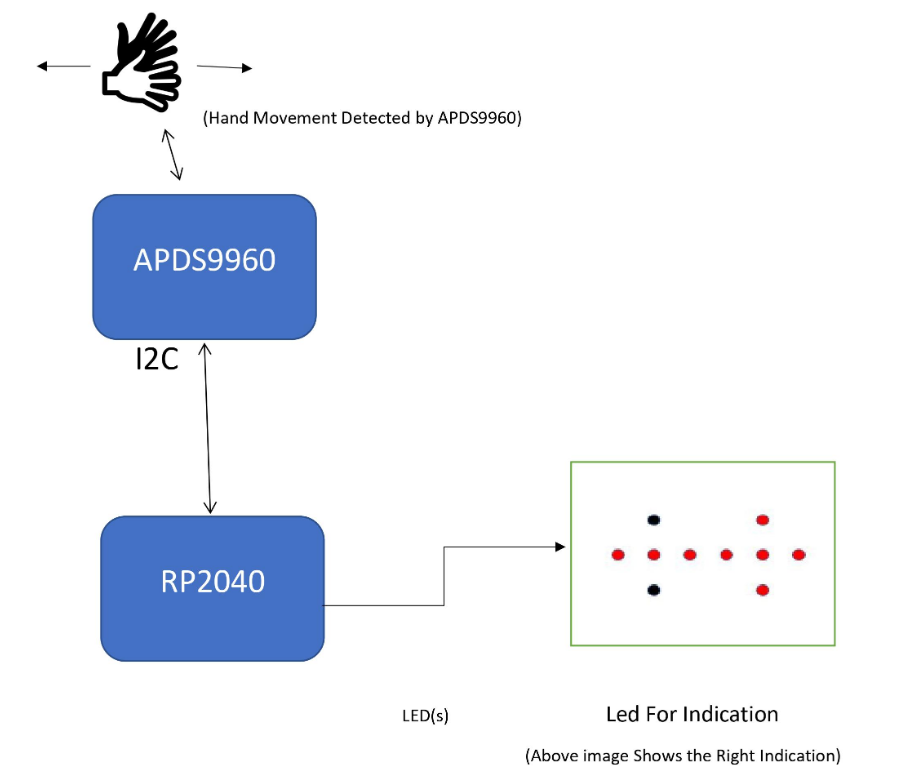 (Hand Movement Detected by APDS9960)
APDS9960
I2C
RP2040
LED(s)
Led For Indication
(Above image Shows the Right Indication)